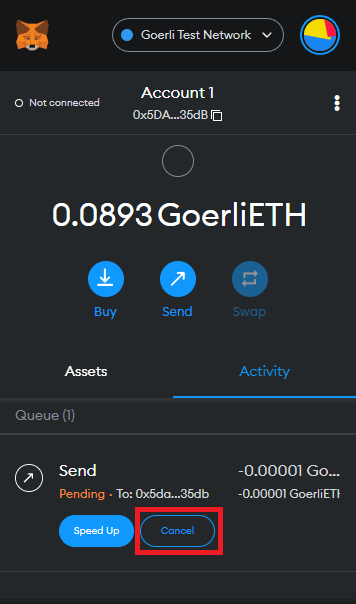 Goerli Test Network
Not connected
Account 1
0x5DA...35dB
0.0893 GoerliETH
Buy
Send
Swap
Assets
Activity
Queue (1)
Send
-0.00001 Go...
Pending · To: 0x5da...35db
-0.00001 GoerliETH
Speed Up
Cancel